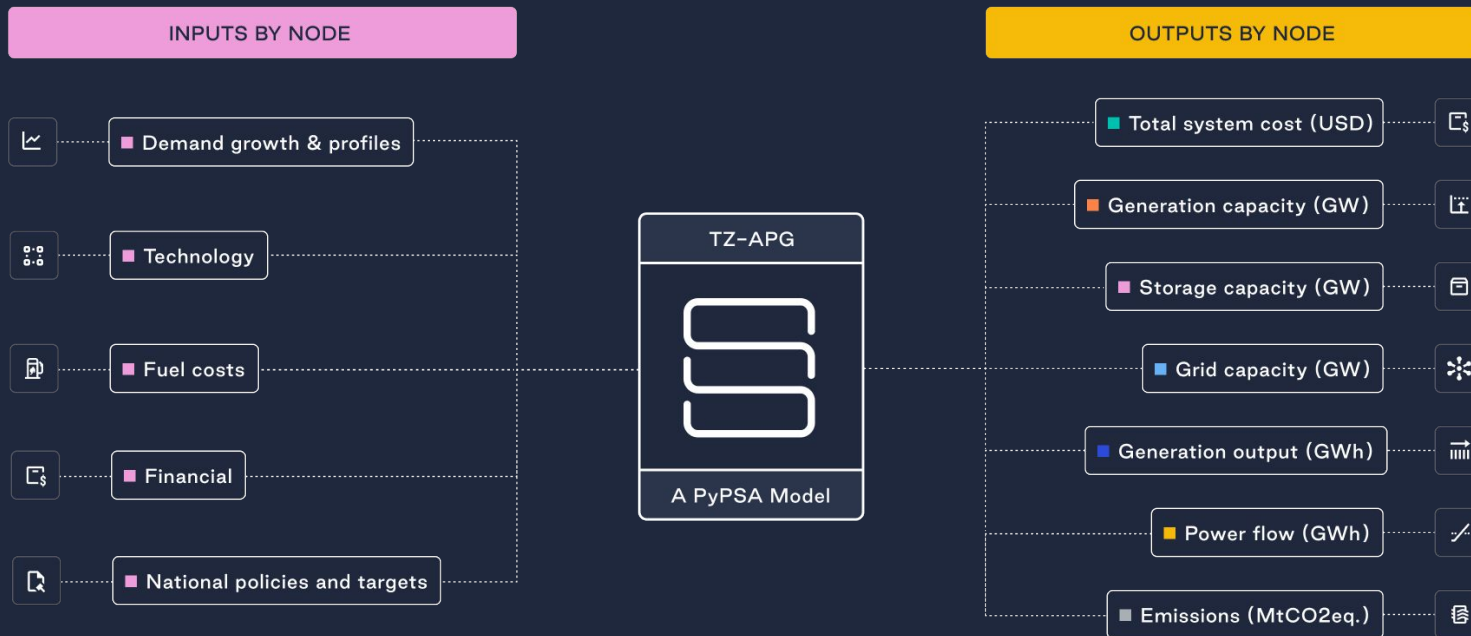 INPUTS BY NODE
Demand growth & profiles
Technology
Fuel costs
Financial
National policies and targets
TZ-APG
A PyPSA Model
OUTPUTS BY NODE
Total system cost (USD)
Generation capacity (GW)
Storage capacity (GW)
Grid capacity (GW)
Generation output (GWh)
Power flow (GWh)
Emissions (MtCO2eq.)